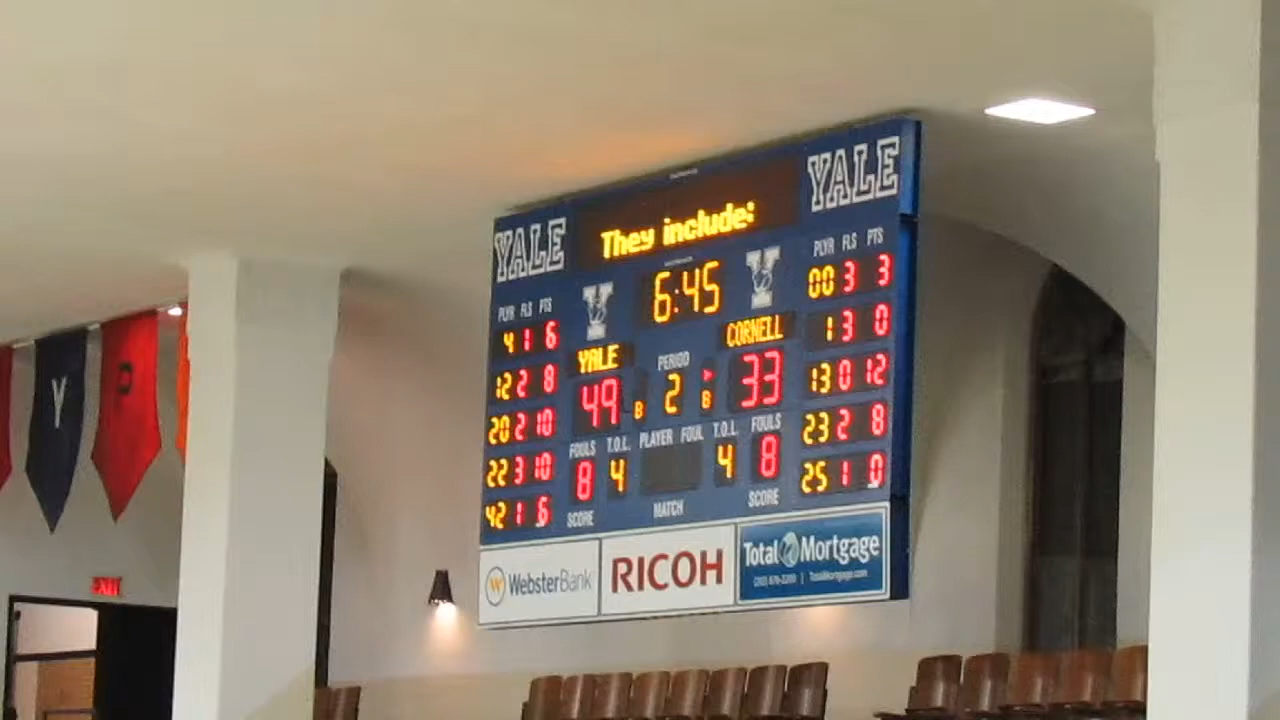 They include:
YALE
YALE
6:45
PLYR FLS PTS
4 1 6
12 2 8
20 2 10
22 3 10
42 1 6
Y
Y
YALE
49
B
PERIOD
2
B
CORNELL
33
FOULS
8
T.O.L.
4
PLAYER FOUL
T.O.L.
4
FOULS
8
SCORE
MATCH
SCORE
PLYR FLS PTS
00 3 3
1 3 0
13 0 12
23 2 8
25 1 0
WebsterBank
RICOH
Total Mortgage
TotalMortgage.com
Y
P
EXIT